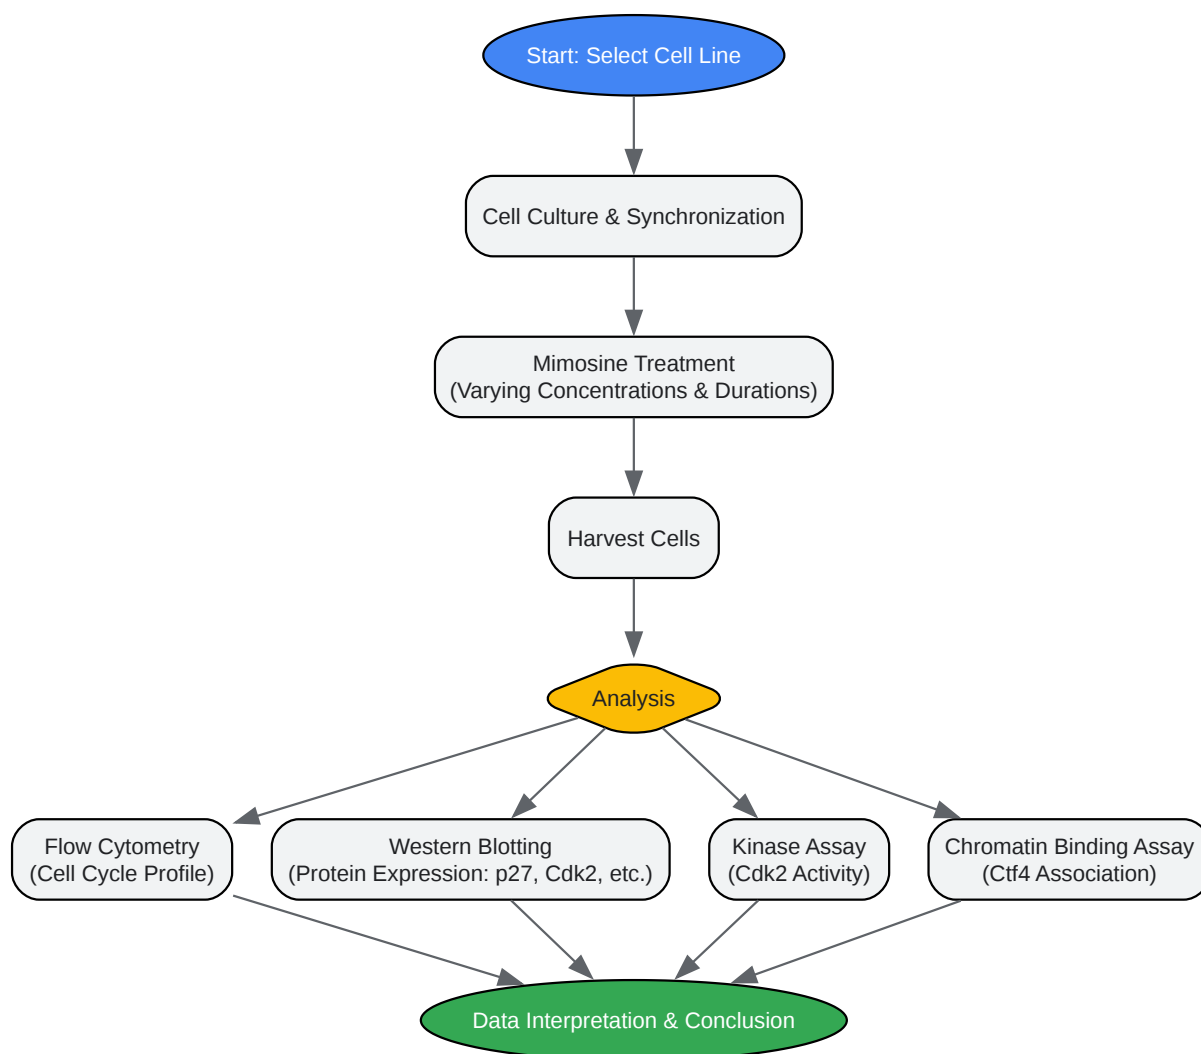 Start: Select Cell Line
Cell Culture & Synchronization
Mimosine Treatment
(Varying Concentrations & Durations)
Harvest Cells
Analysis
Flow Cytometry
(Cell Cycle Profile)
Western Blotting
(Protein Expression: p27, Cdk2, etc.)
Kinase Assay
(Cdk2 Activity)
Chromatin Binding Assay
(Ctf4 Association)
Data Interpretation & Conclusion